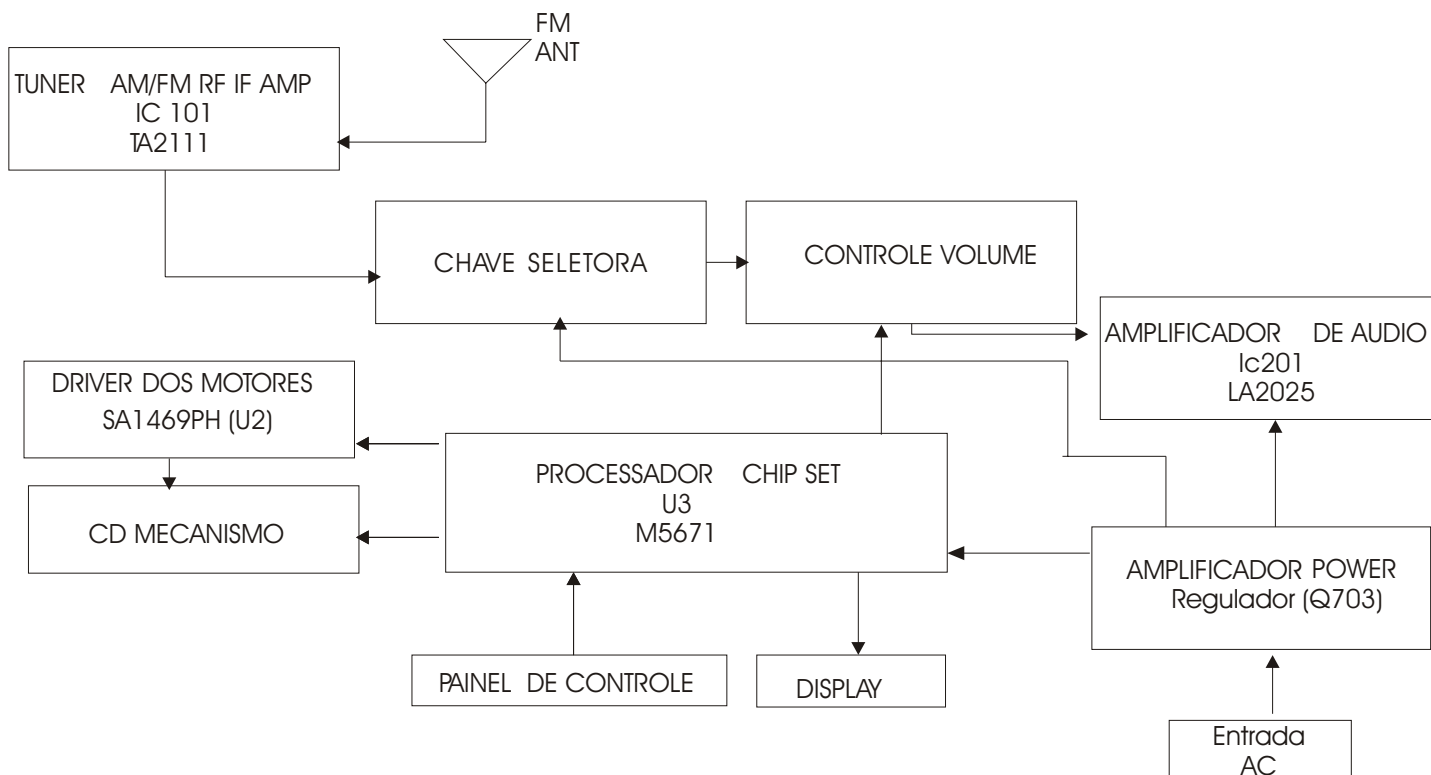 FM
ANT
TUNER AM/FM RF IF AMP
IC 101
TA2111
CHAVE SELETORA
CONTROLE VOLUME
AMPLIFICADOR DE AUDIO
Ic201
LA2025
DRIVER DOS MOTORES
SA1469PH (U2)
CD MECANISMO
PROCESSADOR CHIP SET
U3
M5671
AMPLIFICADOR POWER
Regulador (Q703)
PAINEL DE CONTROLE
DISPLAY
Entrada
AC